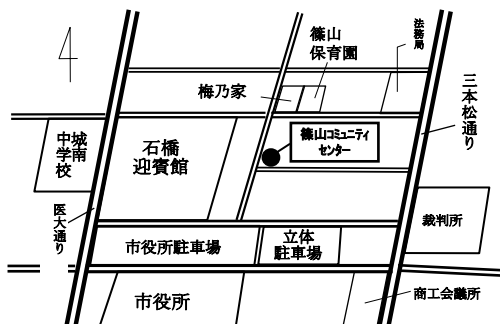 法務局
篠山
保育園
梅乃家
三本松通り
城南
中学校
石橋
迎賓館
篠山コミュニティ
センター
医大通り
裁判所
市役所駐車場
立体
駐車場
市役所
商工会議所